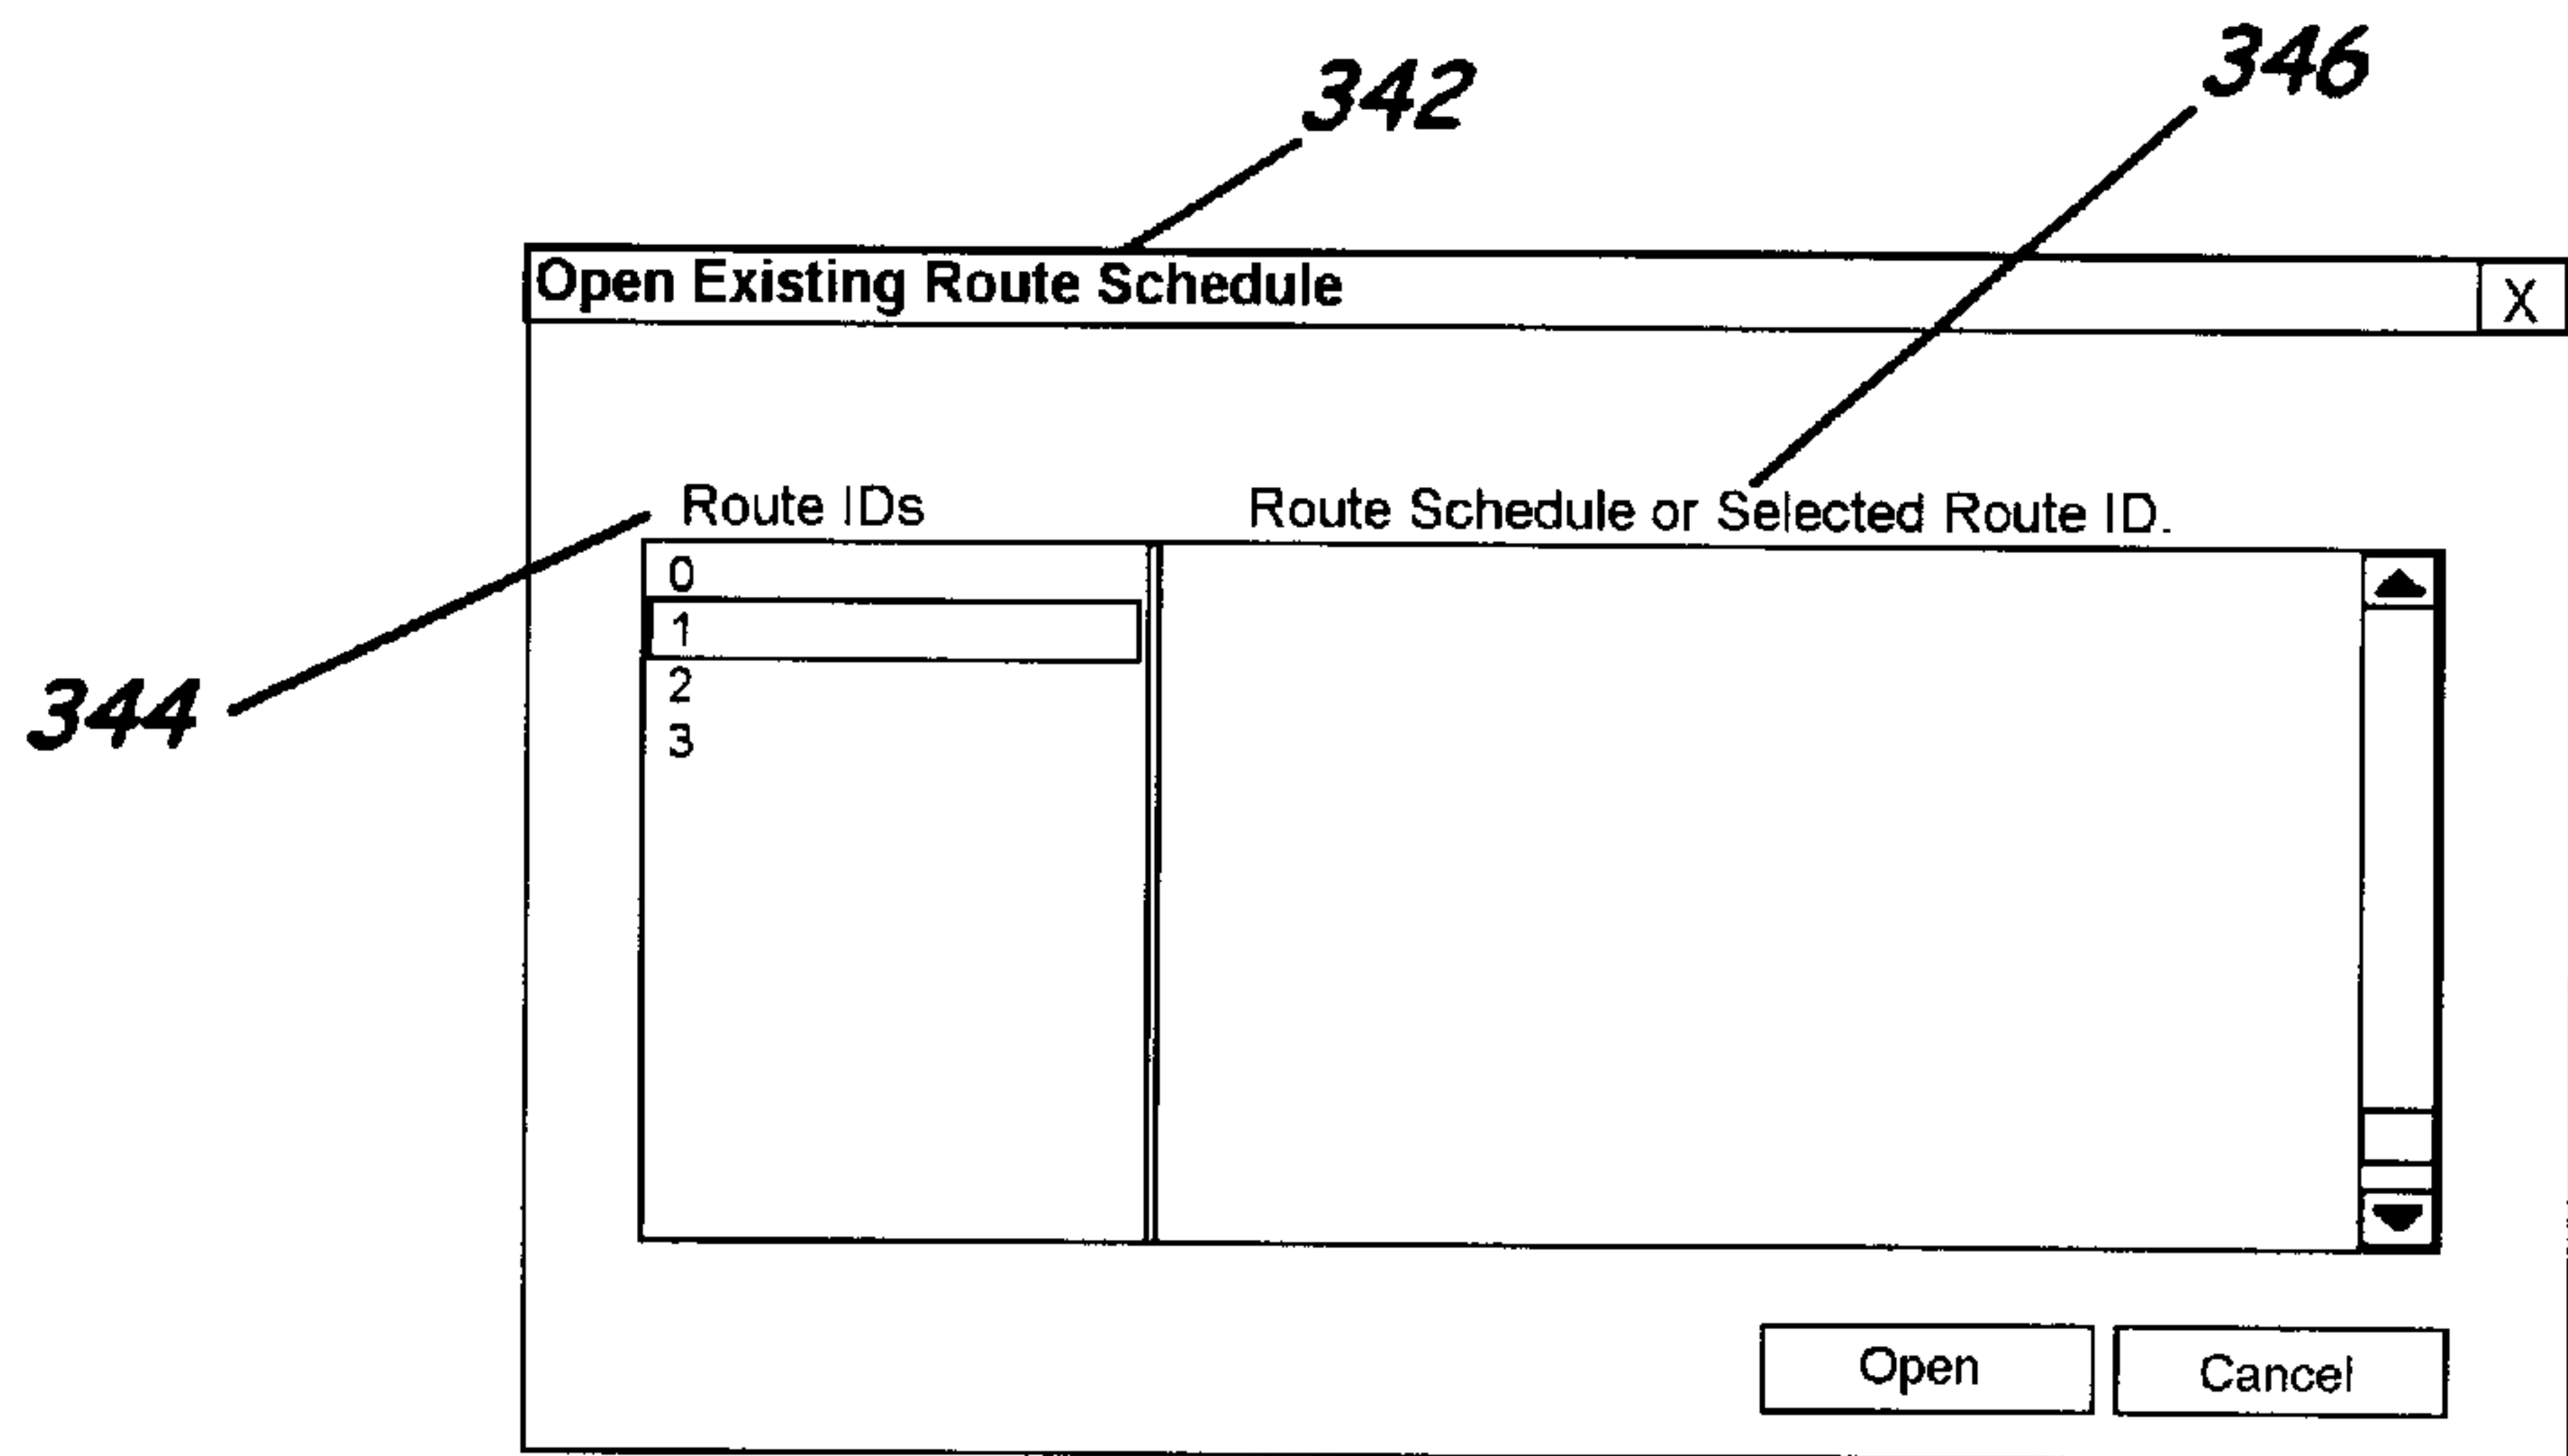 346
342
Open Existing Route Schedule X
Route IDs Route Schedule or Selected Route ID.
0
1
2
344
3
Open Cancel